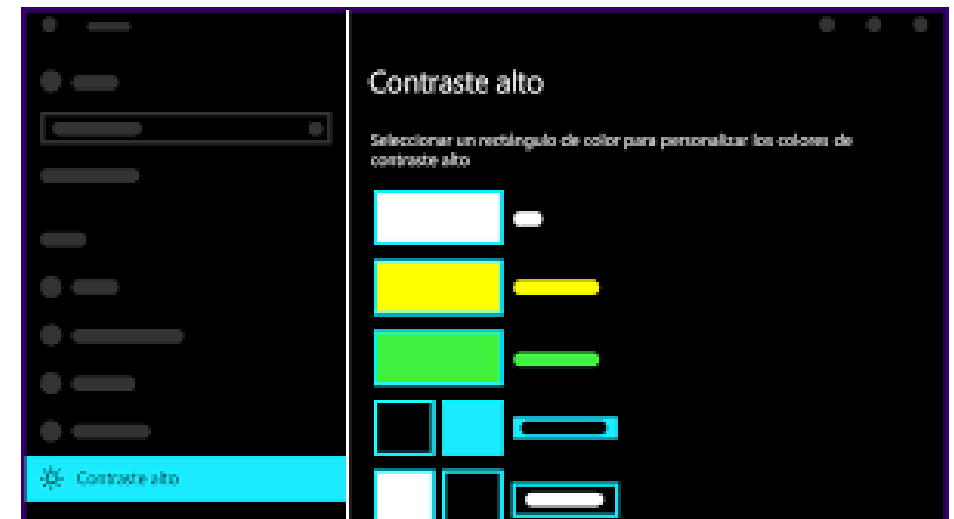 Contraste alto
Seleccionar un rectángulo de color para personalizar los colores de
contraste alto
Contraste alto